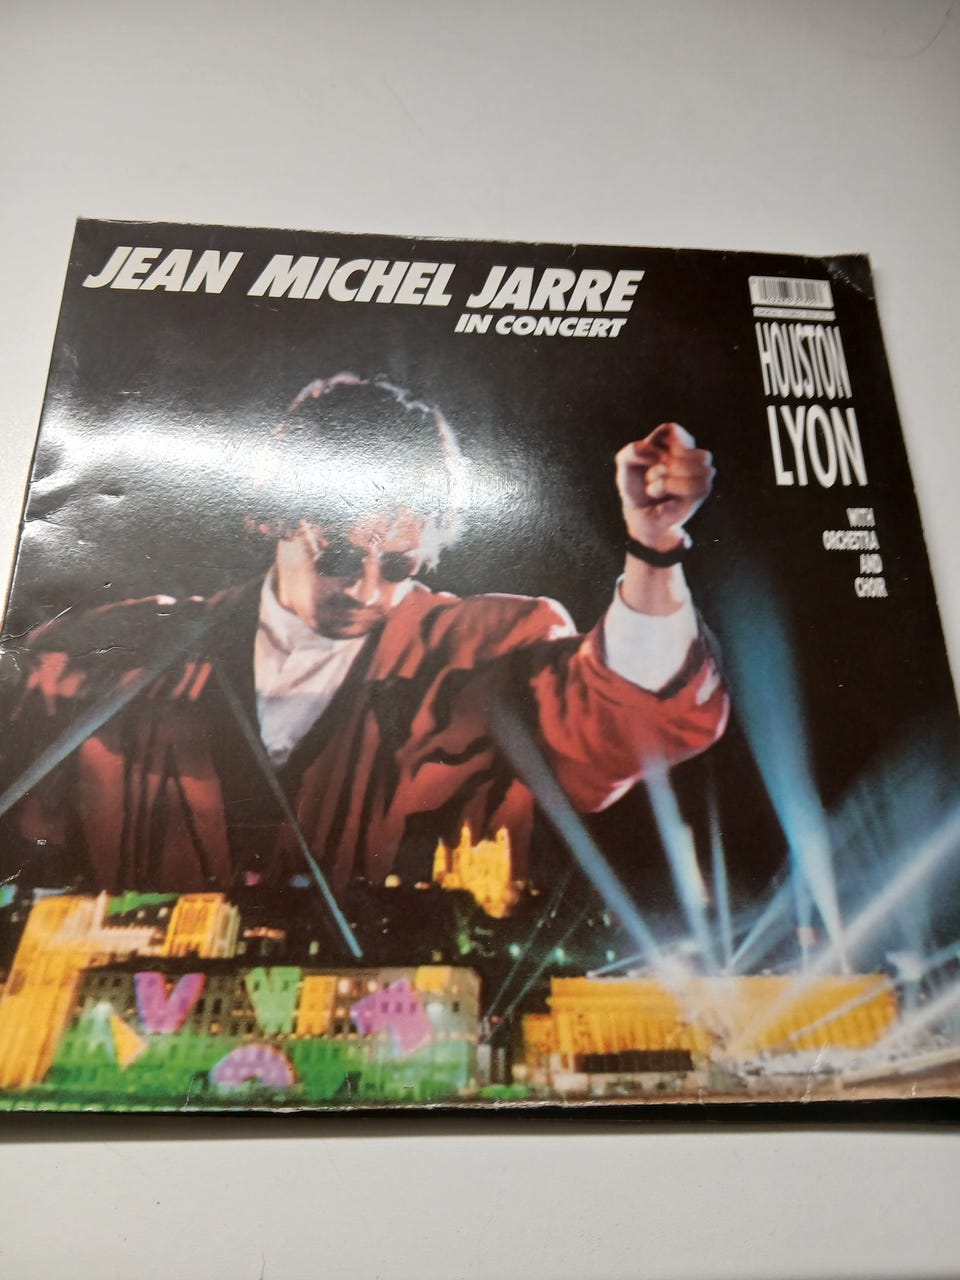 JEAN MICHEL JARRE
IN CONCERT
HOUSTON
LYON
WITH
ORCHESTRA
AND
CHOIR